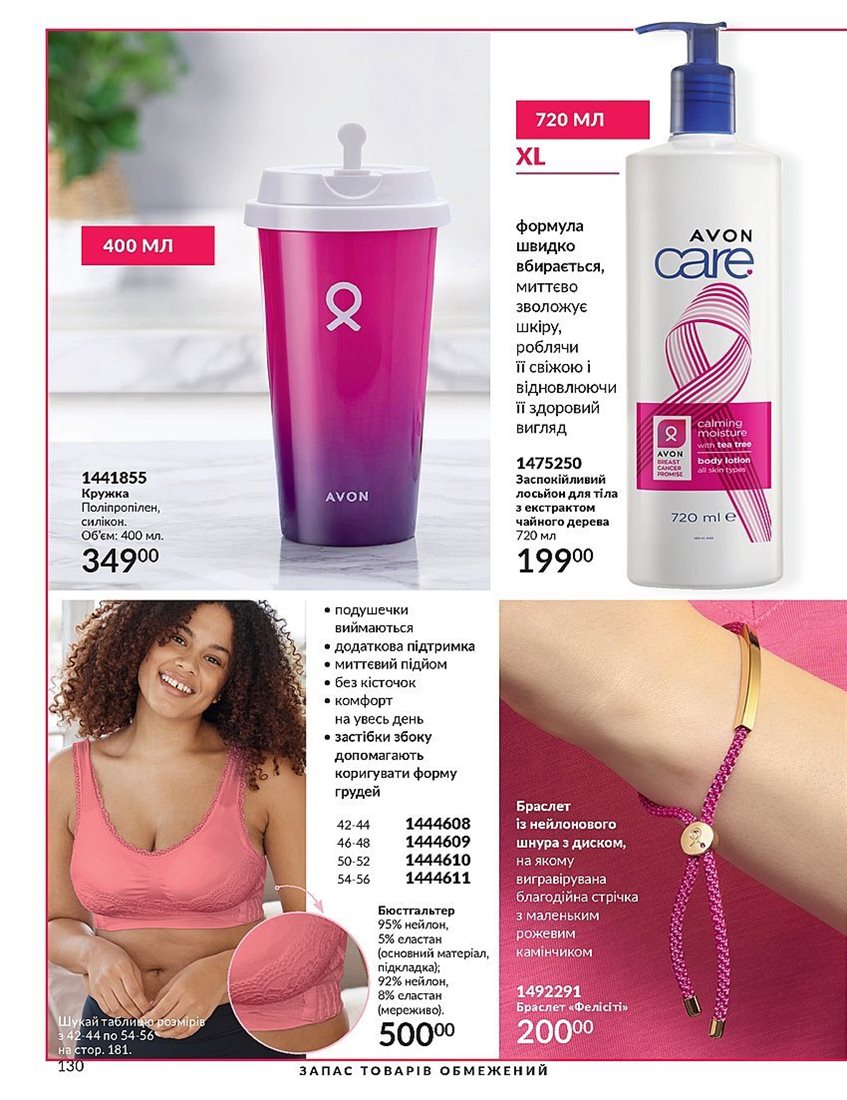 400 МЛ
AVON
1441855
Кружка
Поліпропілен,
силікон.
Об'єм: 400 мл.
349⁰⁰
720 МЛ
XL
формула
швидко
вбирається,
миттєво
зволожує
шкіру,
роблячи
її свіжою і
відновлюючи
її здоровий
вигляд
1475250
Заспокійливий
лосьйон для тіла
з екстрактом
чайного дерева
720 мл
199⁰⁰
AVON
care
calming
moisture
with tea tree
body lotion
all skin types
AVON
BREAST
CANCER
PROMISE
720 ml e
• подушечки
виймаються
• додаткова підтримка
• миттєвий підйом
• без кісточок
• комфорт
на увесь день
• застібки збоку
допомагають
коригувати форму
грудей
42-44 1444608
46-48 1444609
50-52 1444610
54-56 1444611
Бюстгальтер
95% нейлон,
5% еластан
(основний матеріал,
підкладка);
92% нейлон,
8% еластан
(мереживо).
500⁰⁰
Шукай таблицю розмірів
з 42-44 по 54-56
на стор. 181.
Браслет
із нейлонового
шнура з диском,
на якому
вигравірувана
благодійна стрічка
з маленьким
рожевим
камінчиком
1492291
Браслет «Фелісіті»
200⁰⁰
130
ЗАПАС ТОВАРІВ ОБМЕЖЕНИЙ